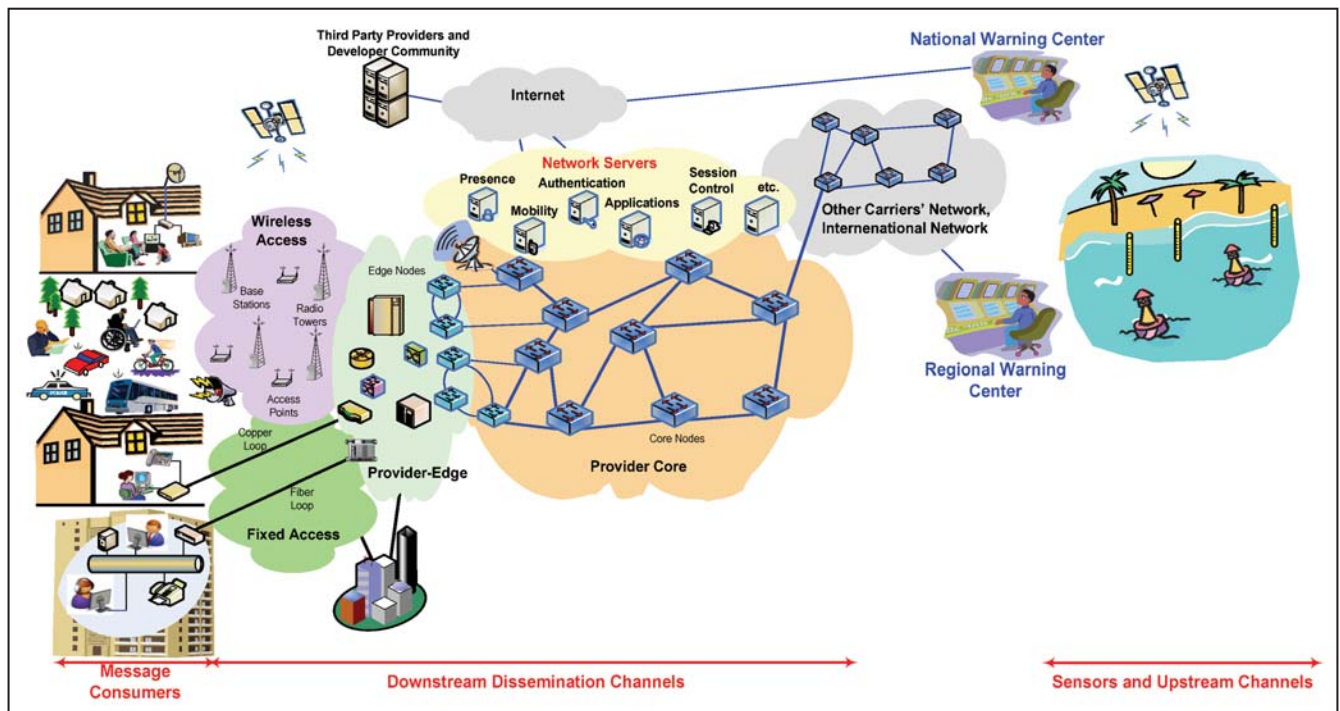 Third Party Providers and
Developer Community
National Warning Center
Internet
Network Servers
Presence
Authentication
Session
Control
etc.
Mobility
Applications
Other Carriers' Network,
Internenational Network
Wireless
Access
Edge Nodes
Base
Stations
Radio
Towers
Access
Points
Regional Warning
Center
Copper
Loop
Core Nodes
Provider Core
Provider-Edge
Fiber
Loop
Fixed Access
Message
Consumers
Downstream Dissemination Channels
Sensors and Upstream Channels